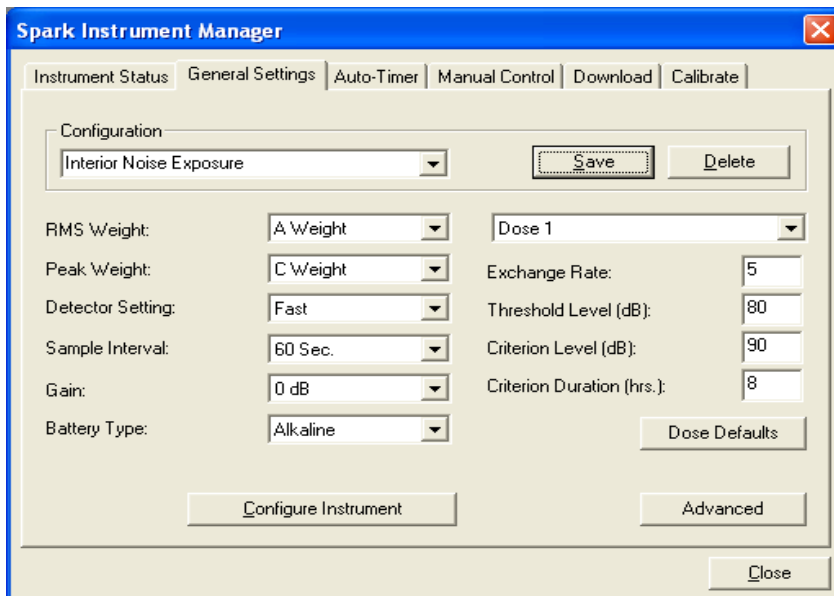 Spark Instrument Manager
Instrument Status General Settings Auto-Timer Manual Control Download Calibrate
Configuration
Interior Noise Exposure Save Delete
RMS Weight: A Weight Dose 1
Peak Weight: C Weight Exchange Rate: 5
Detector Setting: Fast Threshold Level (dB): 80
Sample Interval: 60 Sec. Criterion Level (dB): 90
Gain: 0 dB Criterion Duration (hrs.): 8
Battery Type: Alkaline Dose Defaults
Configure Instrument Advanced
Close